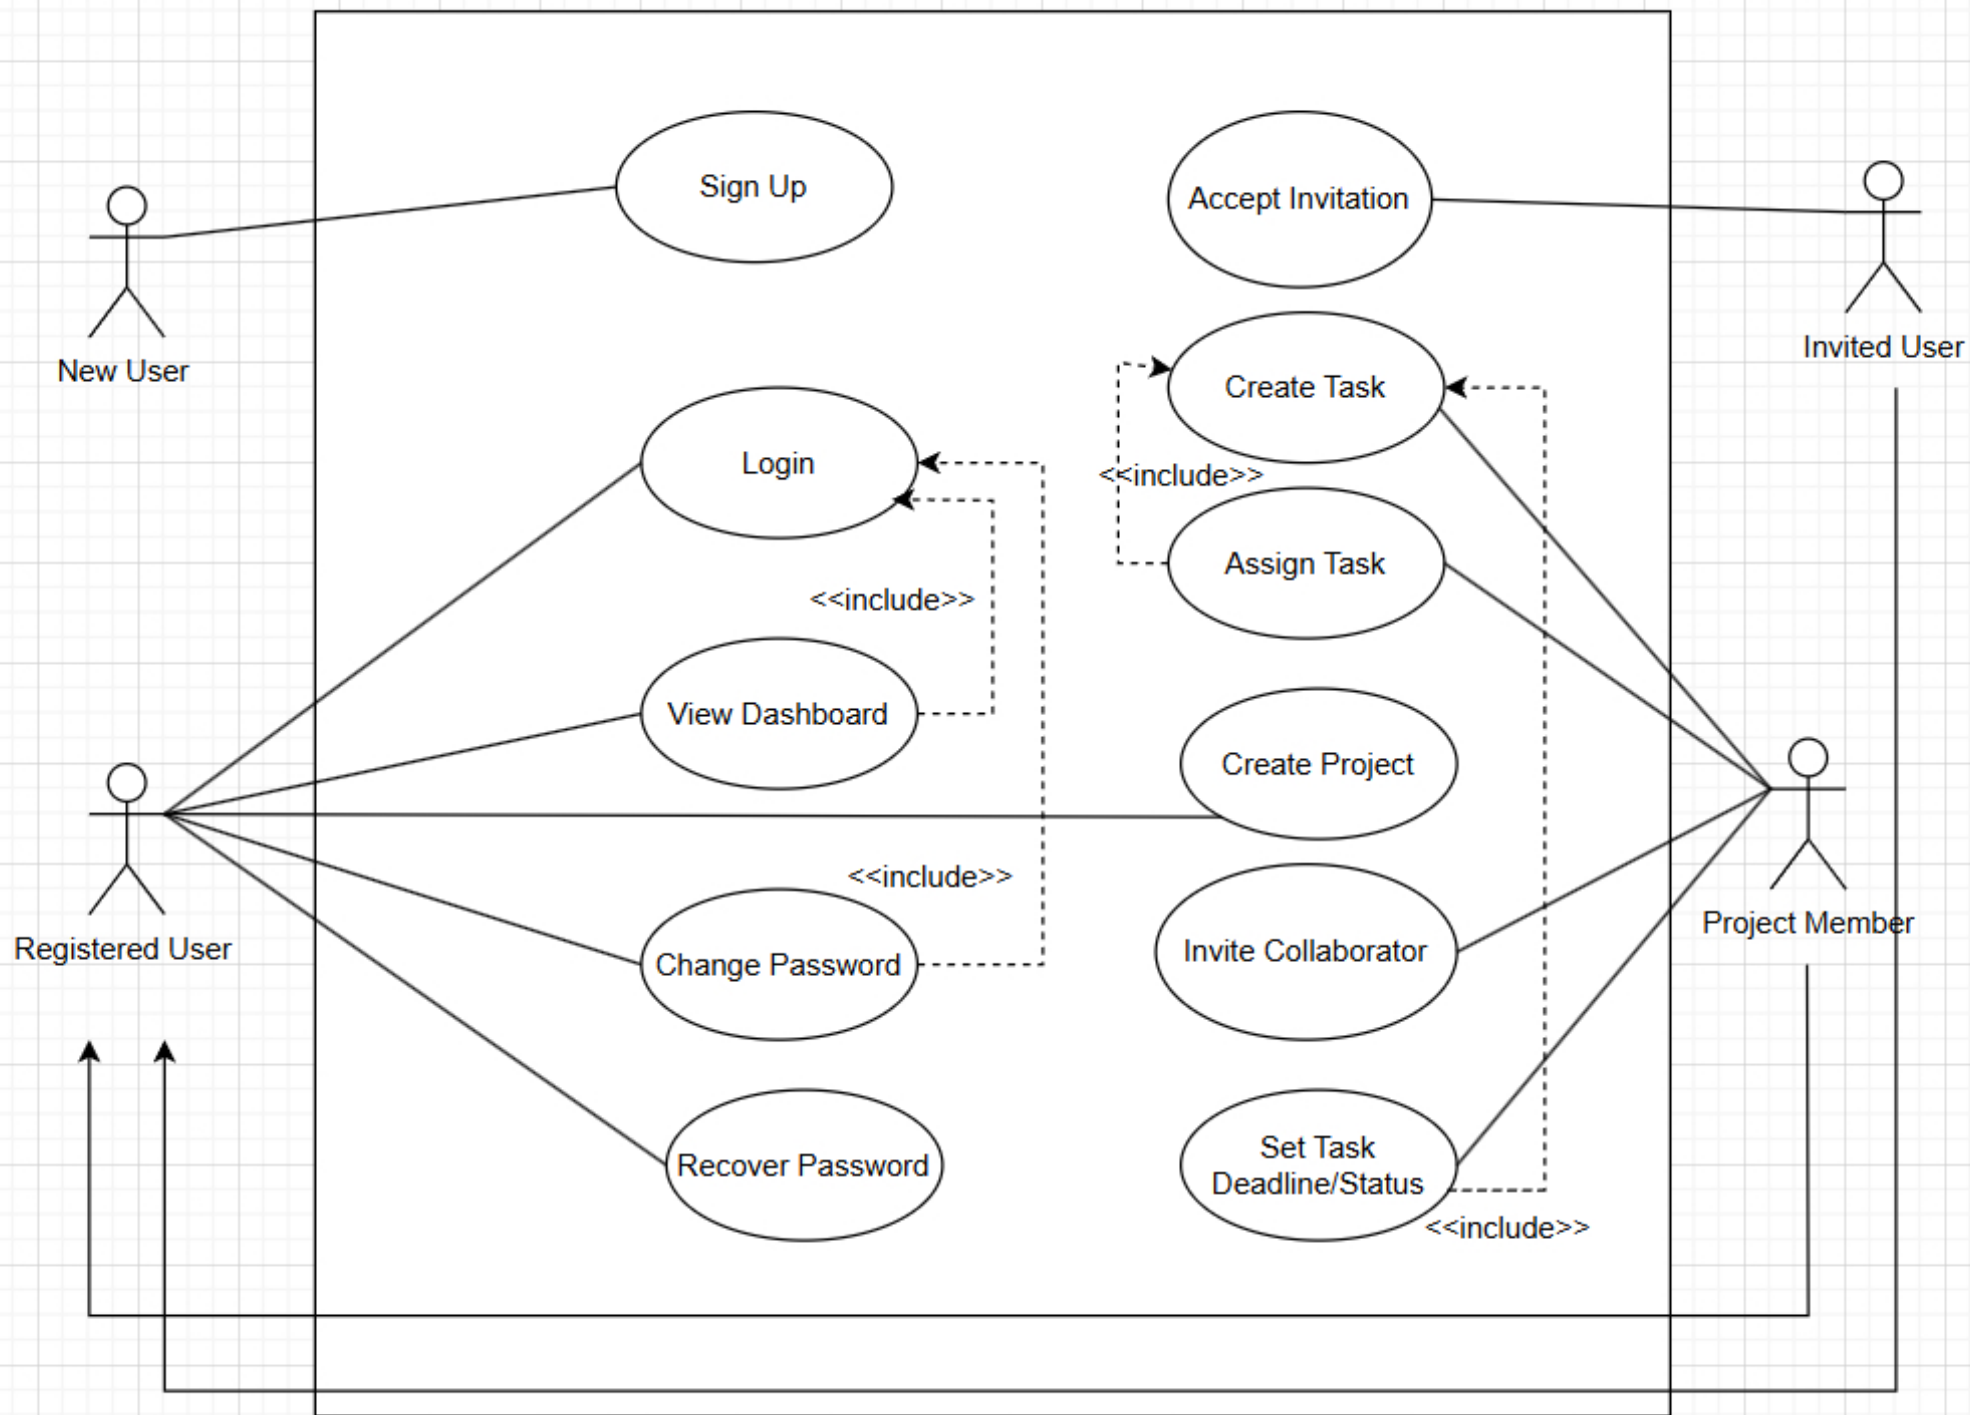 Sign Up
Accept Invitation
New User
Invited User
Create Task
Login
<<include>>
Assign Task
<<include>>
View Dashboard
Create Project
<<include>>
Registered User
Change Password
Invite Collaborator
Project Member
Recover Password
Set Task
Deadline/Status
<<include>>